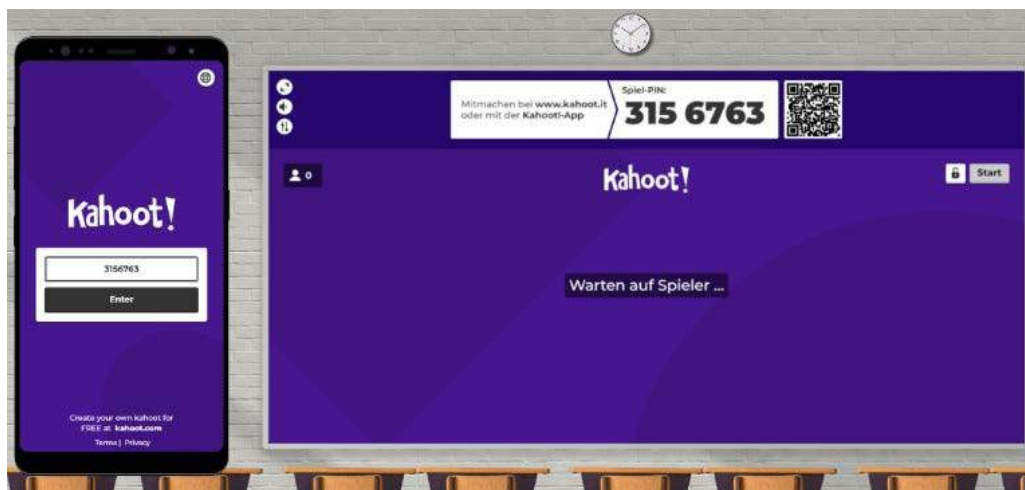 Kahoot!
3156763
Enter
Create your own kahoot for
FREE at kahoot.com
Terms | Privacy
Mitmachen bei www.kahoot.it
oder mit der Kahoot!-App
Spiel-PIN:
315 6763
0
Kahoot!
Start
Warten auf Spieler ...